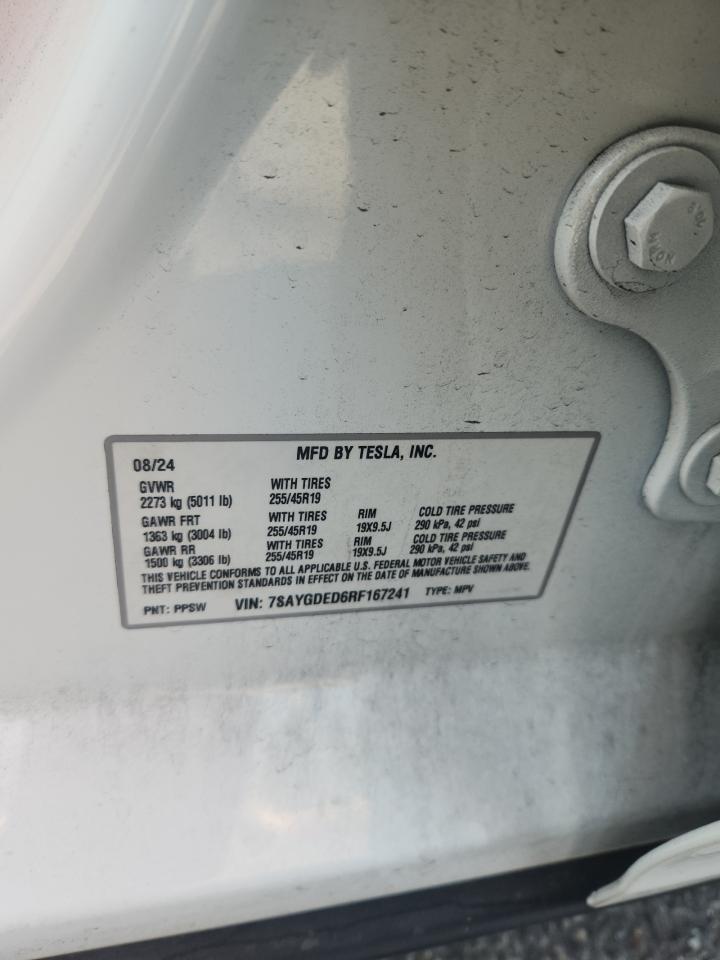 10.9
MFD BY TESLA, INC.
08/24
GVWR WITH TIRES
2273 kg (5011 lb) 255/45R19
GAWR FRT WITH TIRES RIM COLD TIRE PRESSURE
1363 kg (3004 lb) 255/45R19 19X9.5J 290 kPa, 42 psi
GAWR RR WITH TIRES RIM COLD TIRE PRESSURE
1500 kg (3306 lb) 255/45R19 19X9.5J 290 kPa, 42 psi
THIS VEHICLE CONFORMS TO ALL APPLICABLE U.S. FEDERAL MOTOR VEHICLE SAFETY AND
THEFT PREVENTION STANDARDS IN EFFECT ON THE DATE OF MANUFACTURE SHOWN ABOVE.
PNT: PPSW VIN: 7SAYGDED6RF167241 TYPE: MPV